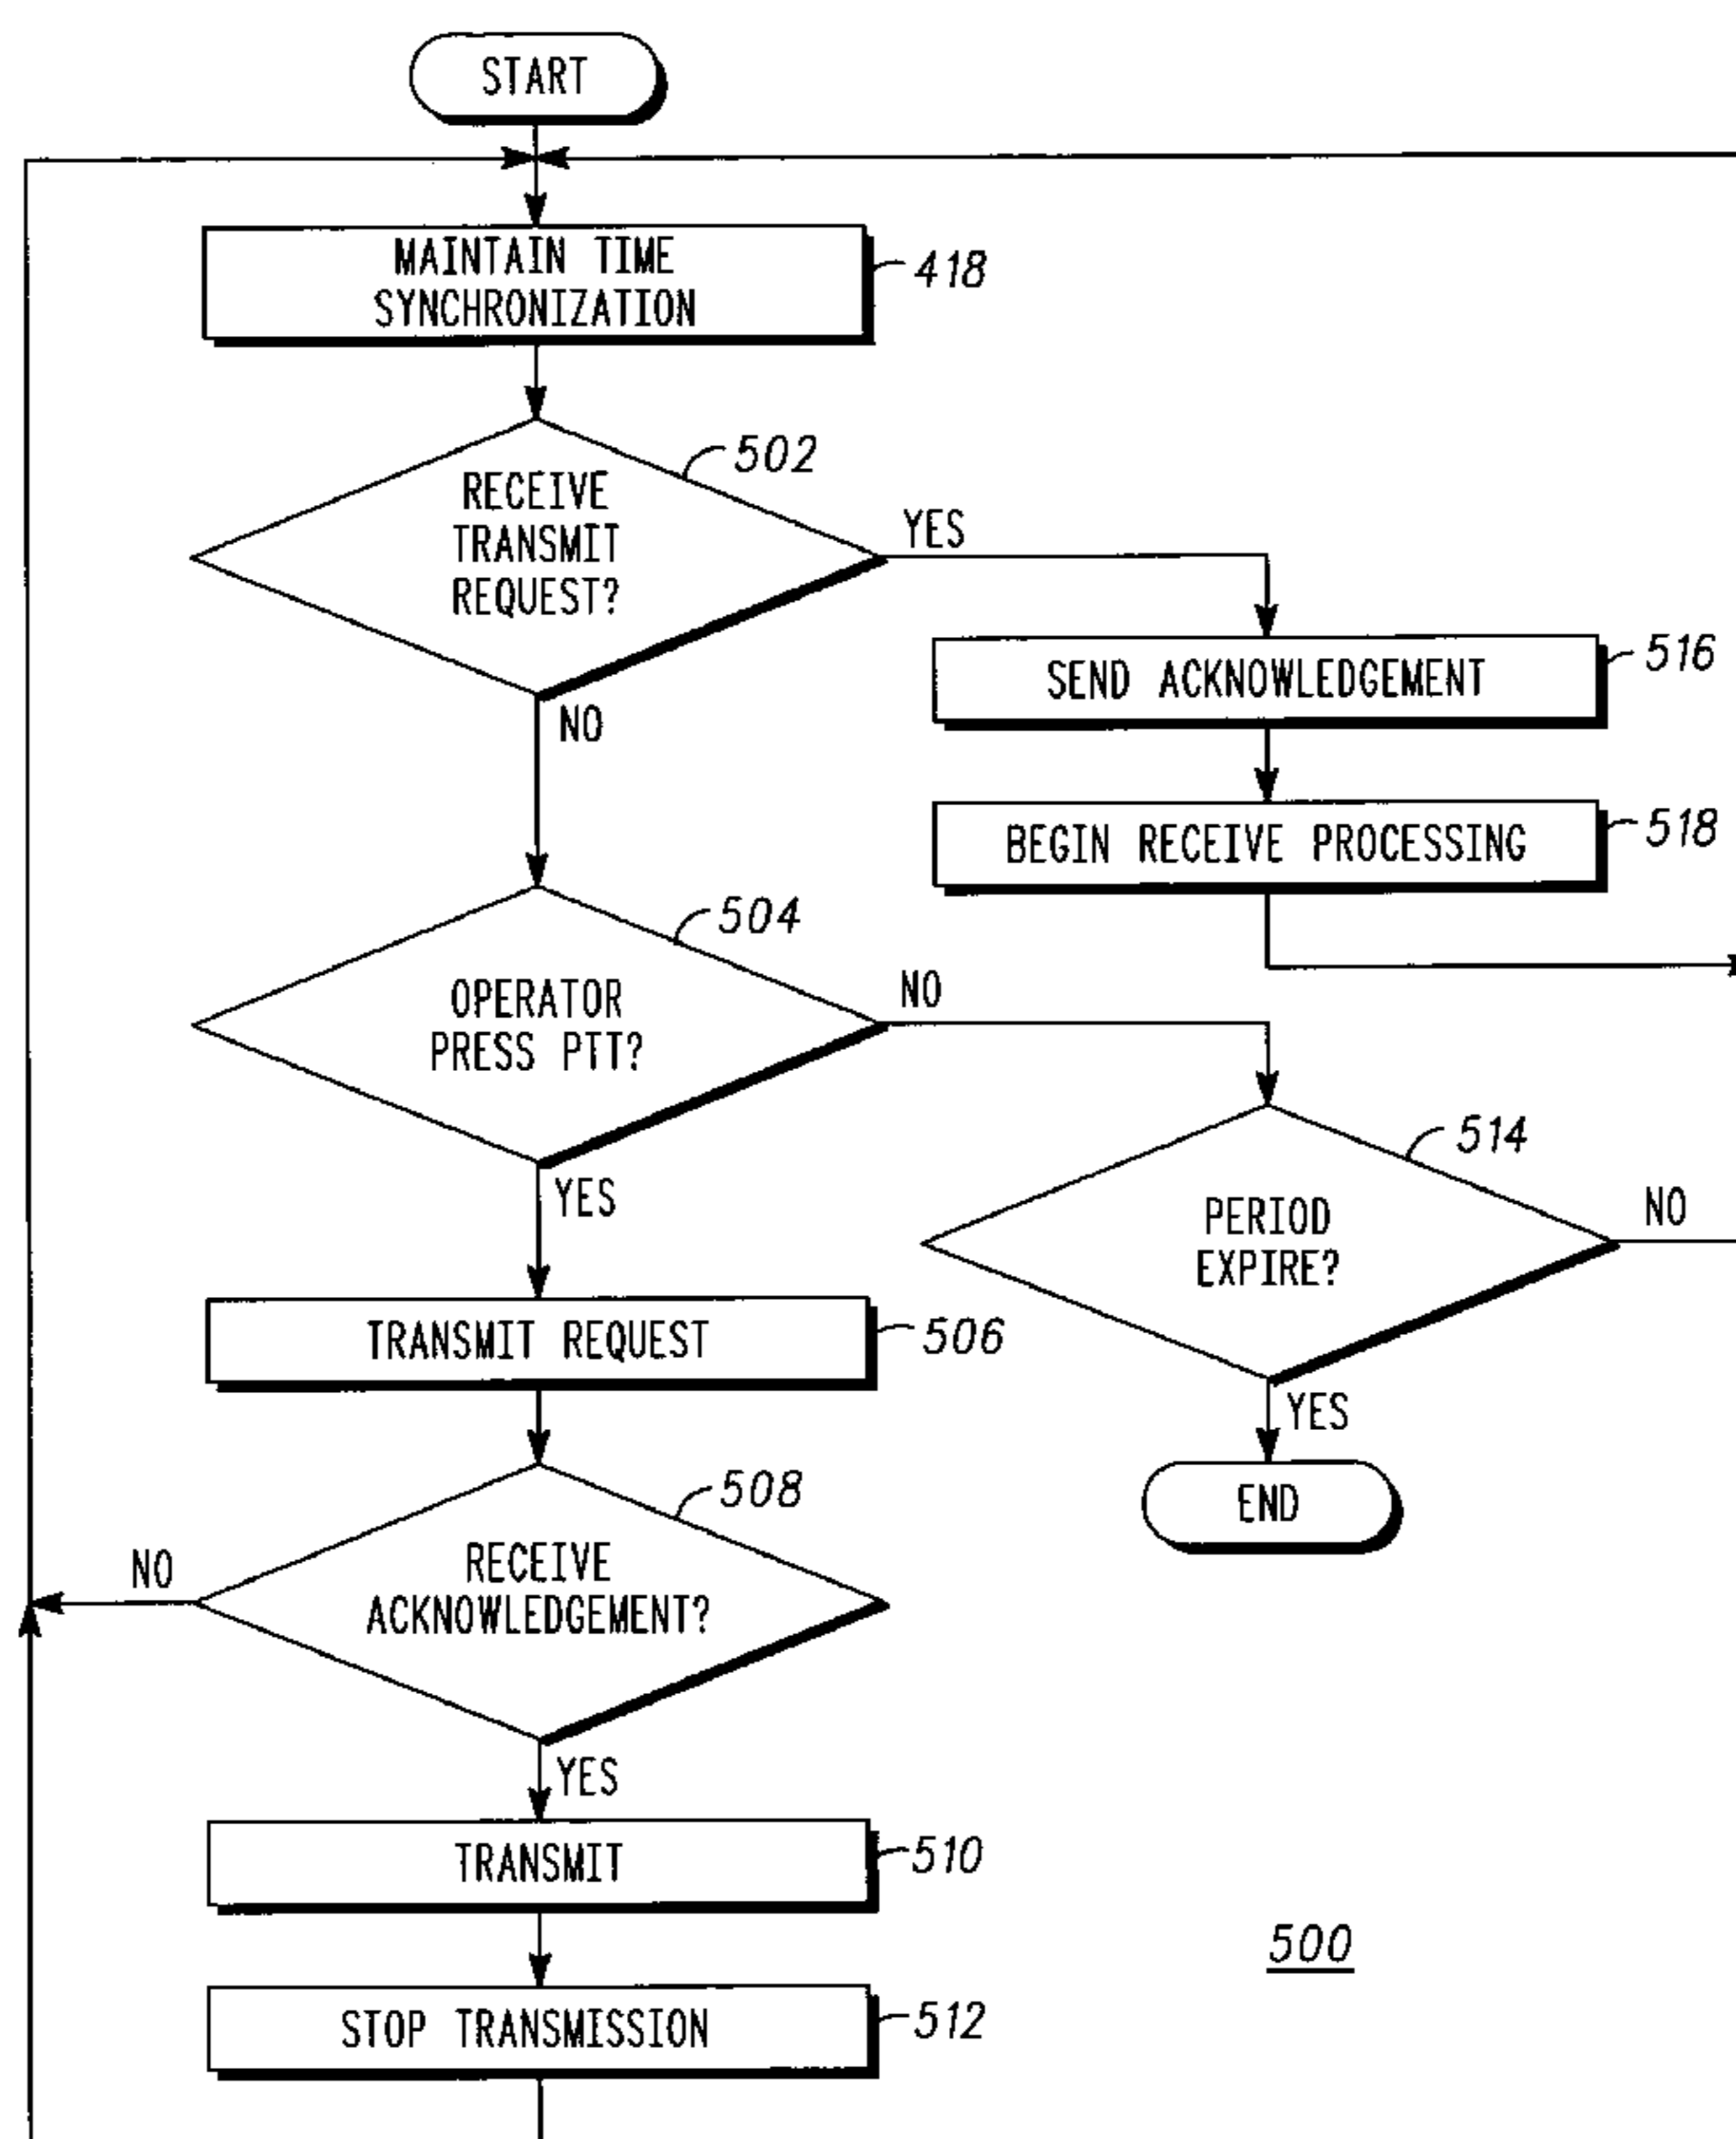 START
MAINTAIN TIME
SYNCHRONIZATION
418
502
RECEIVE
TRANSMIT
REQUEST?
YES
NO
516
SEND ACKNOWLEDGEMENT
518
BEGIN RECEIVE PROCESSING
504
OPERATOR
PRESS PTT?
NO
YES
514
PERIOD
EXPIRE?
NO
YES
END
TRANSMIT REQUEST
506
508
RECEIVE
ACKNOWLEDGEMENT?
NO
YES
TRANSMIT
510
STOP TRANSMISSION
512
500